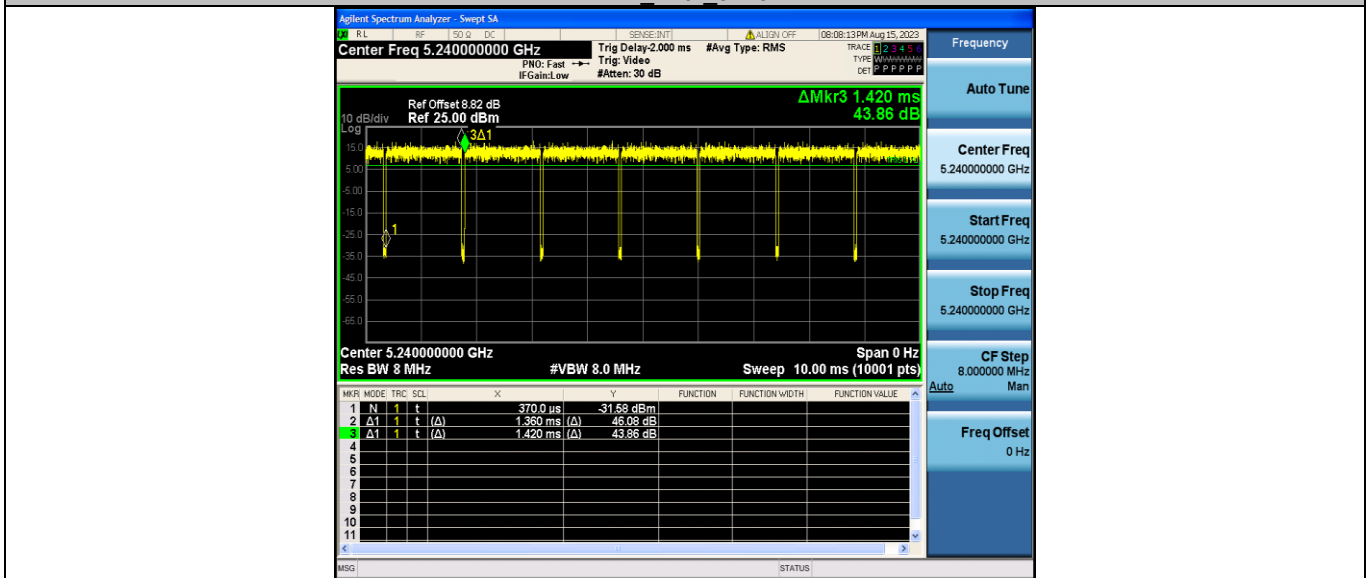 Agilent Spectrum Analyzer - Swept SA
RL RF 50 Ω DC SENSE:INT ALIGN OFF 08:08:13 PM Aug 15, 2023
Center Freq 5.240000000 GHz
PNO: Fast
IFGain:Low
Trig Delay-2.000 ms
Trig: Video
#Atten: 30 dB
#Avg Type: RMS
TRACE 1 2 3 4 5 6
TYPE WWWWWW
DET P P P P P P
Frequency
Auto Tune
Center Freq
5.240000000 GHz
Start Freq
5.240000000 GHz
Stop Freq
5.240000000 GHz
CF Step
8.000000 MHz
Auto Man
Freq Offset
0 Hz
ΔMkr3 1.420 ms
43.86 dB
Ref Offset 8.82 dB
10 dB/div Ref 25.00 dBm
Log
3Δ1
15.0
5.00
-5.00
-15.0
1
-25.0
-35.0
-45.0
-55.0
-65.0
Center 5.240000000 GHz Span 0 Hz
Res BW 8 MHz #VBW 8.0 MHz Sweep 10.00 ms (10001 pts)
MKR MODE TRC SCL X Y FUNCTION FUNCTION WIDTH FUNCTION VALUE
1 N 1 t 370.0 µs -31.58 dBm
2 Δ1 1 t (Δ) 1.360 ms (Δ) 46.08 dB
3 Δ1 1 t (Δ) 1.420 ms (Δ) 43.86 dB
4
5
6
7
8
9
10
11
MSG STATUS